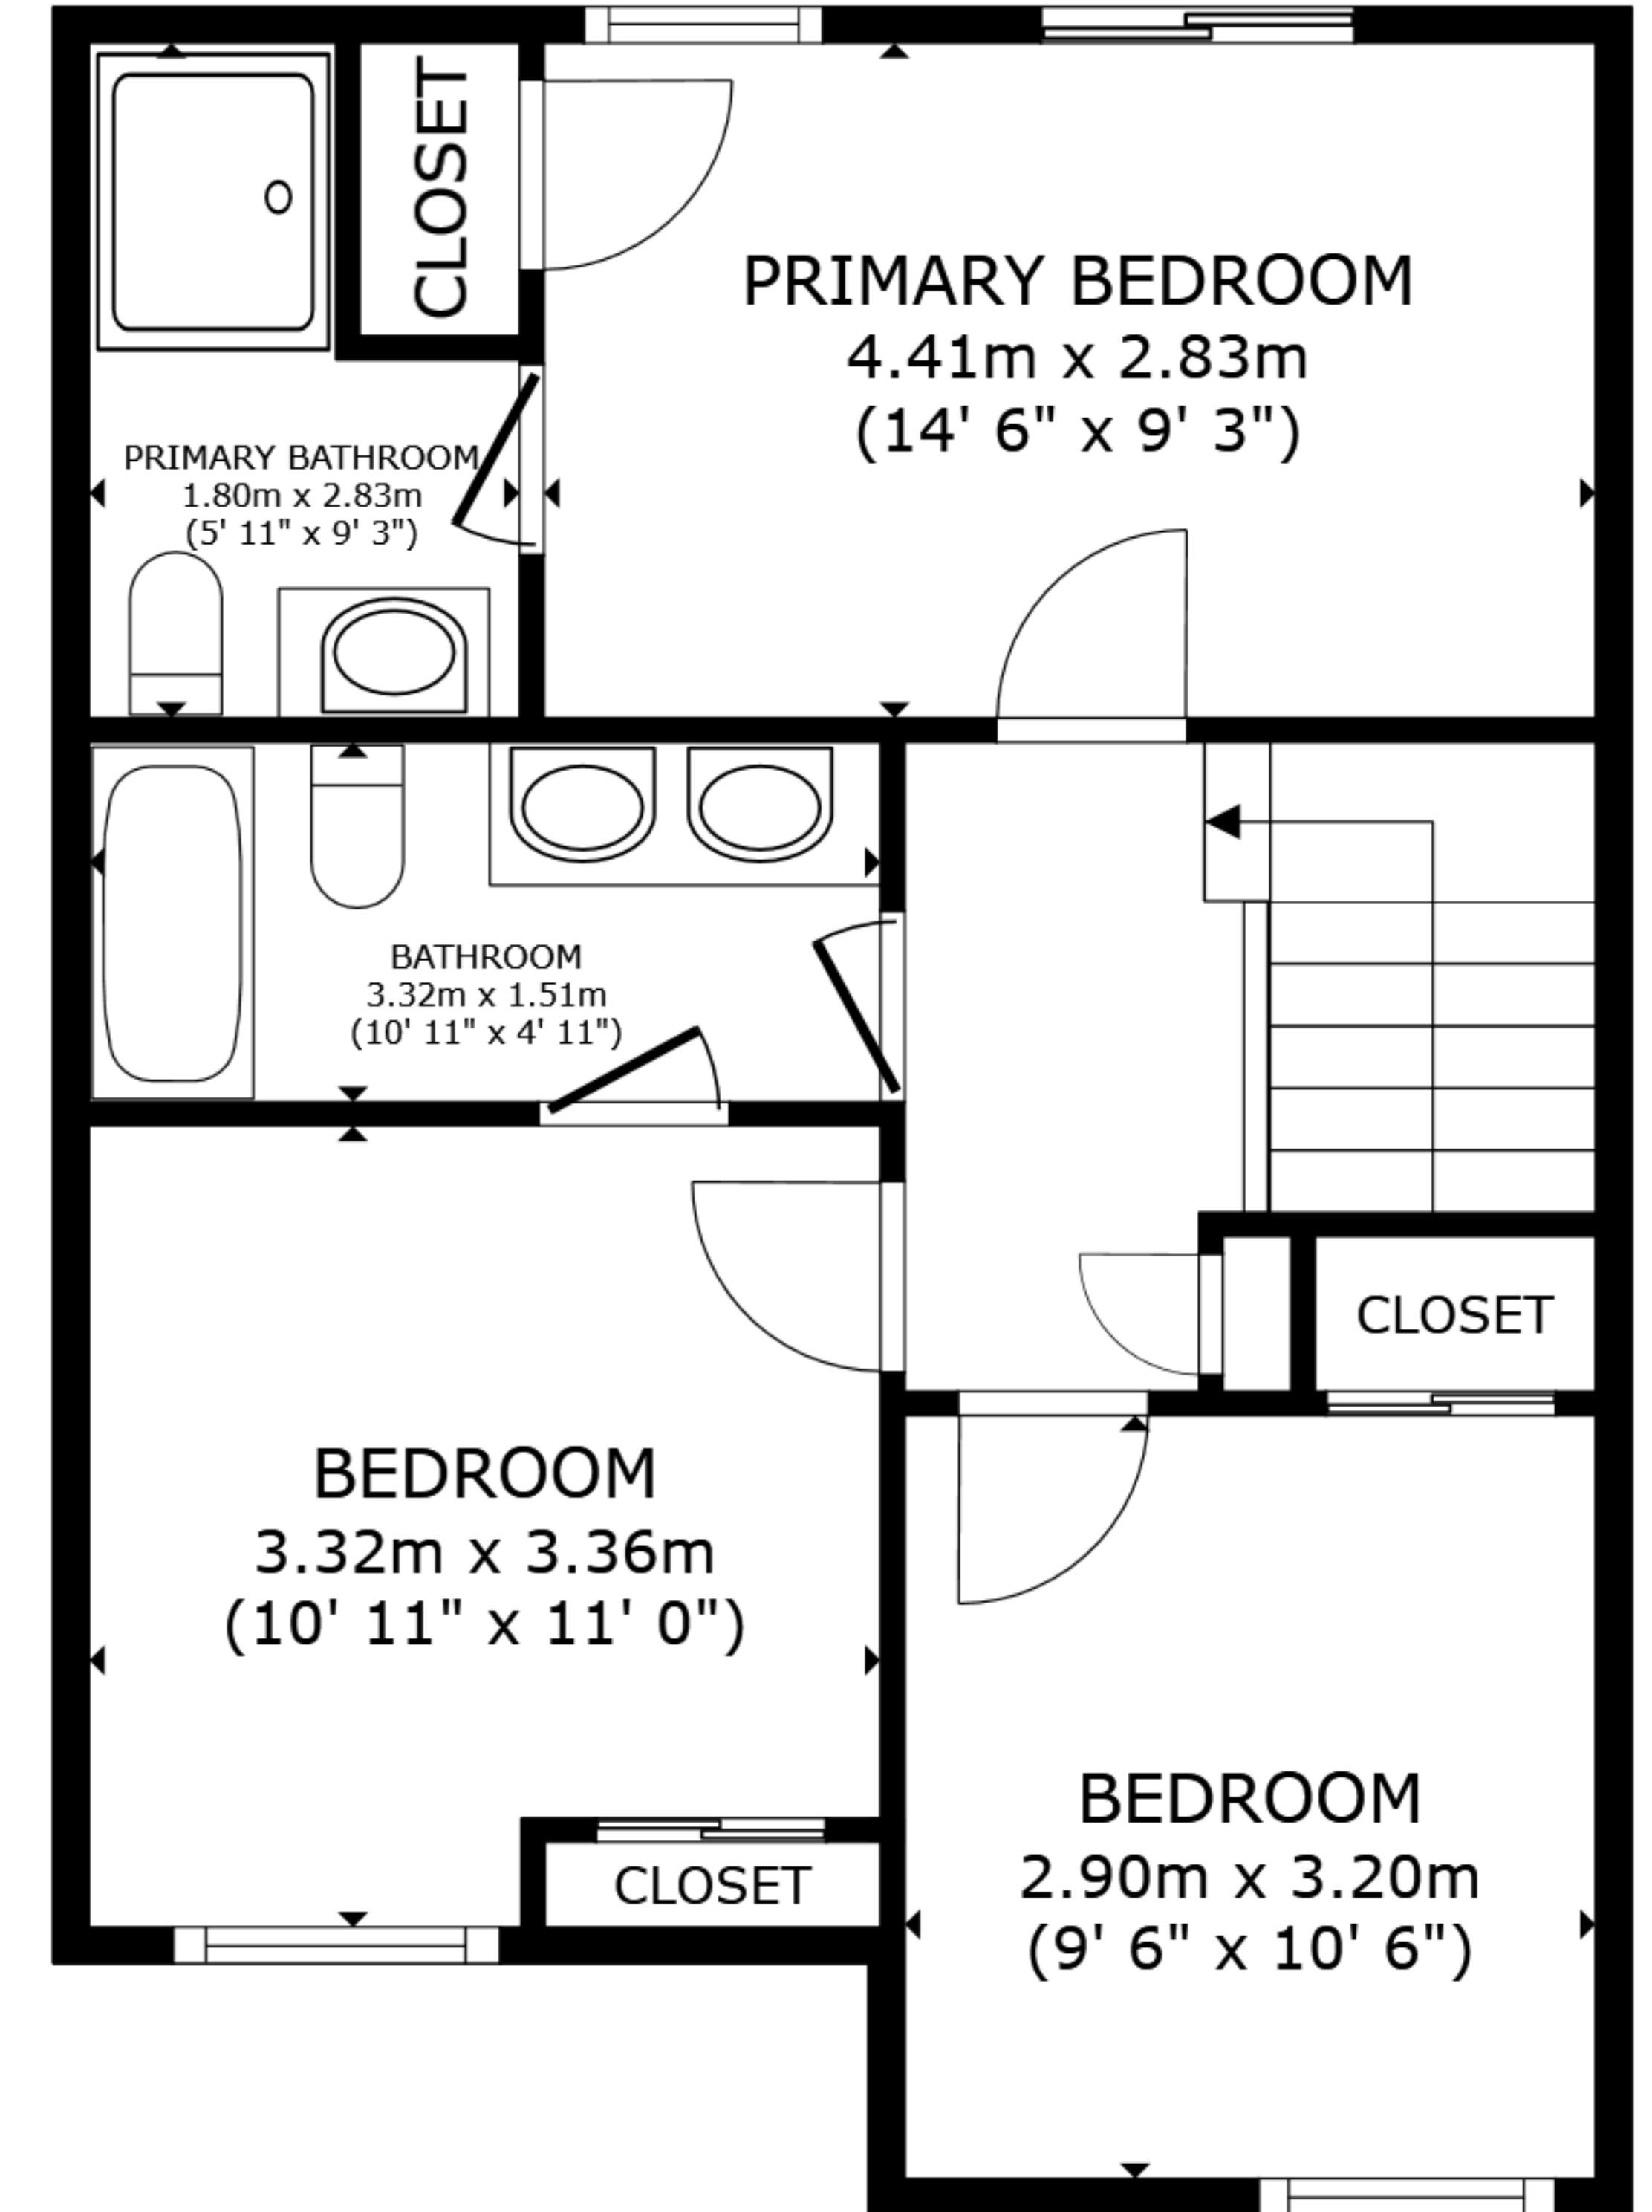 CLOSET
PRIMARY BEDROOM
4.41m x 2.83m
(14' 6" x 9' 3")
PRIMARY BATHROOM
1.80m x 2.83m
(5' 11" x 9' 3")
BATHROOM
3.32m x 1.51m
(10' 11" x 4' 11")
CLOSET
BEDROOM
3.32m x 3.36m
(10' 11" x 11' 0")
BEDROOM
2.90m x 3.20m
(9' 6" x 10' 6")
CLOSET